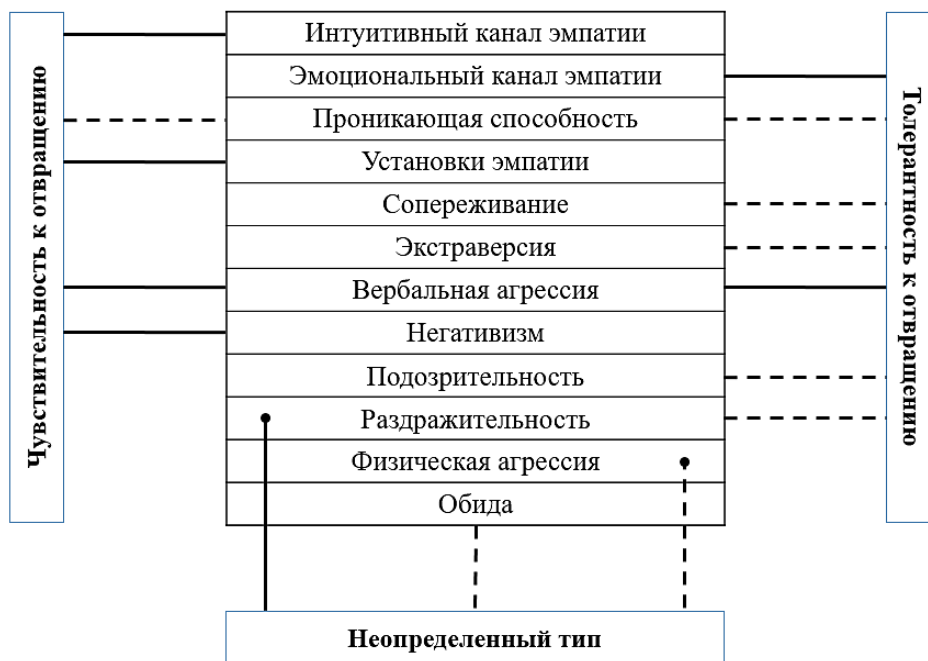 Чувствительность к отвращению
Интуитивный канал эмпатии
Эмоциональный канал эмпатии
Проникающая способность
Установки эмпатии
Сопереживание
Экстраверсия
Вербальная агрессия
Негативизм
Подозрительность
Раздражительность
Физическая агрессия
Обида
Толерантность к отвращению
Неопределенный тип